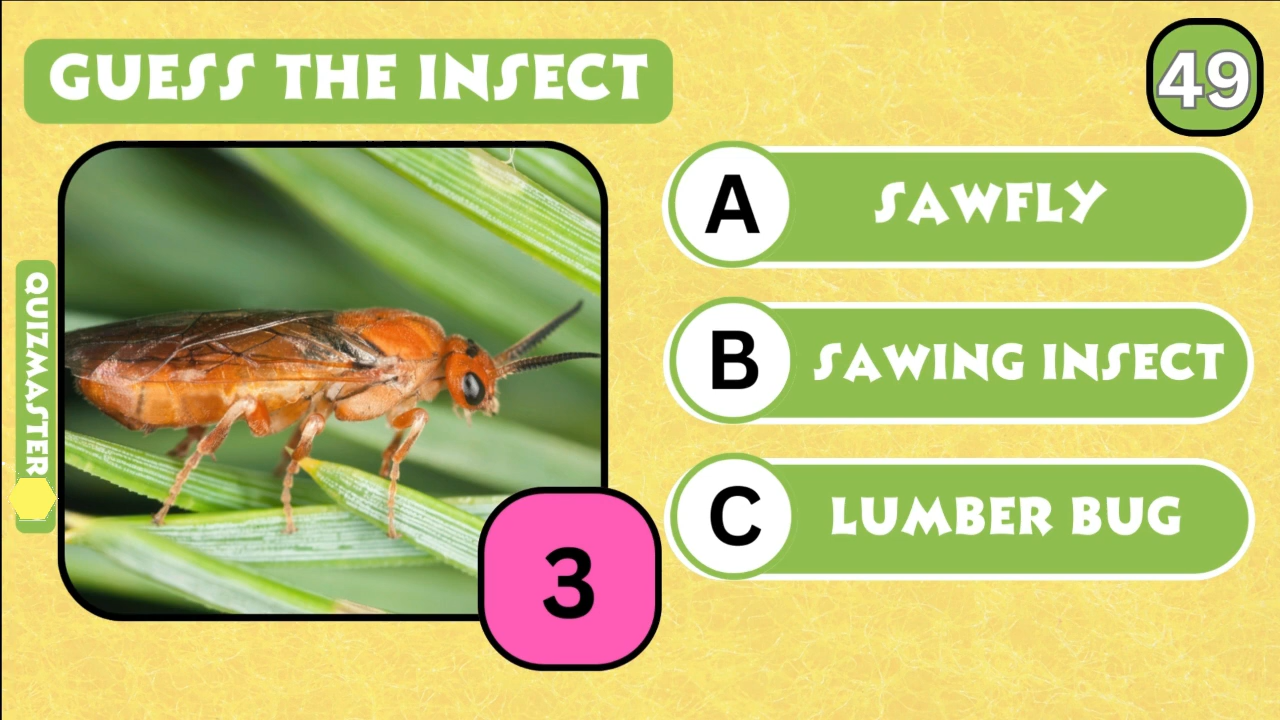 GUESS THE INSECT
49
A
SAWFLY
B
SAWING INSECT
C
LUMBER BUG
3
QUIZMASTER